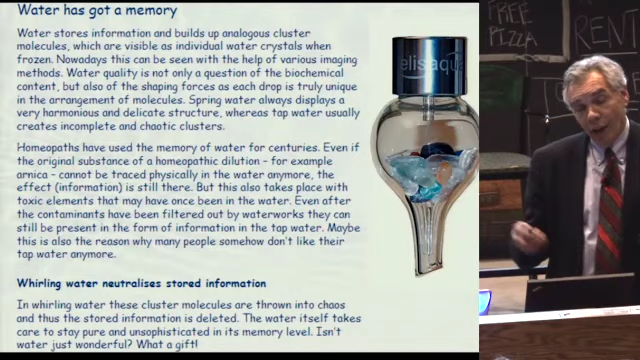 Water has got a memory
Water stores information and builds up analogous cluster
molecules, which are visible as individual water crystals when
frozen. Nowadays this can be seen with the help of various imaging
methods. Water quality is not only a question of the biochemical
content, but also of the shaping forces as each drop is truly unique
in the arrangement of molecules. Spring water always displays a
very harmonious and delicate structure, whereas tap water usually
creates incomplete and chaotic clusters.
Homeopaths have used the memory of water for centuries. Even if
the original substance of a homeopathic dilution – for example
arnica – cannot be traced physically in the water anymore, the
effect (information) is still there. But this also takes place with
toxic elements that may have once been in the water. Even after
the contaminants have been filtered out by waterworks they can
still be present in the form of information in the tap water. Maybe
this is also the reason why many people somehow don't like their
tap water anymore.
Whirling water neutralises stored information
In whirling water these cluster molecules are thrown into chaos
and thus the stored information is deleted. The water itself takes
care to stay pure and unsophisticated in its memory level. Isn't
water just wonderful? What a gift!
elisaqua
FREE
PIZZA
RENT